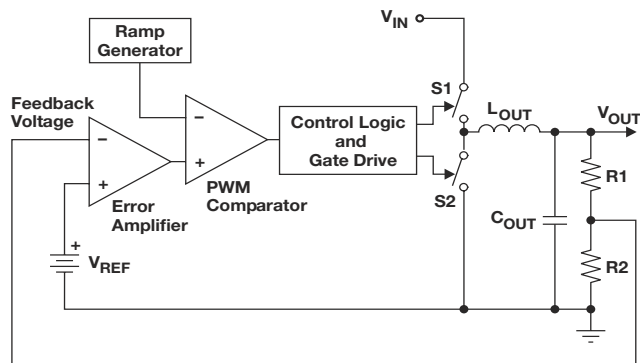 Ramp
Generator
V_IN
S1
L_OUT
V_OUT
Feedback
Voltage
−
−
Control Logic
and
Gate Drive
+
+
R1
PWM
Comparator
Error
Amplifier
S2
C_OUT
+
V_REF
R2